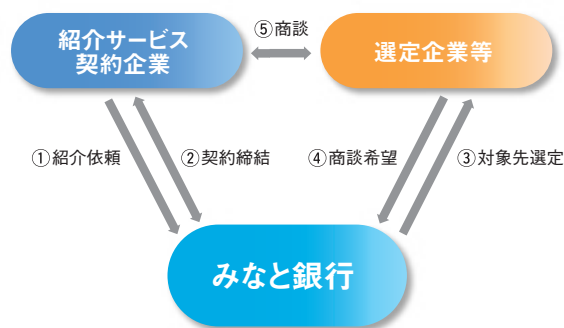 ⑤商談
紹介サービス
契約企業
選定企業等
①紹介依頼
②契約締結
④商談希望
③対象先選定
みなと銀行